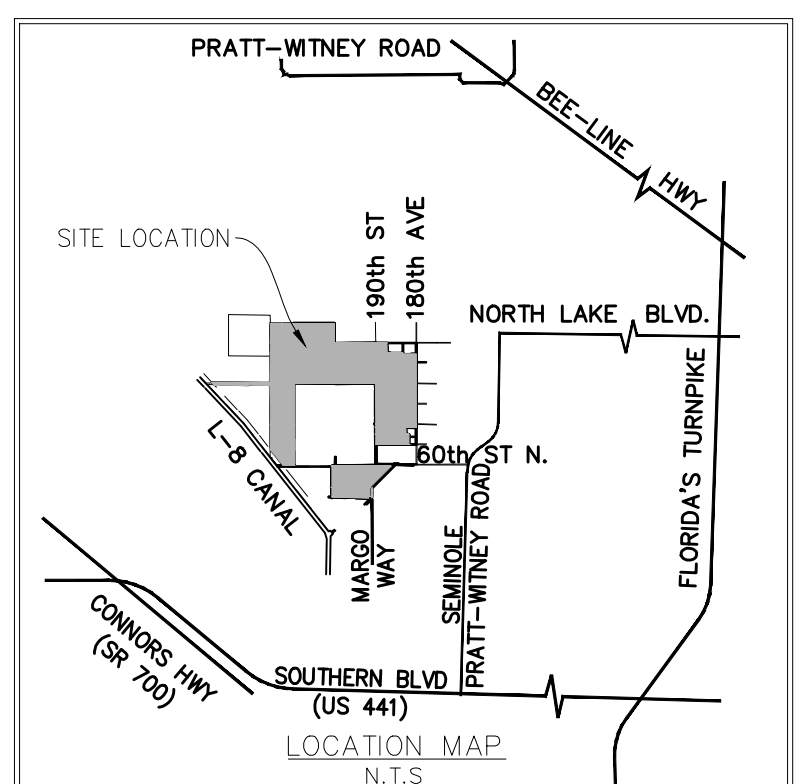 PRATT-WITNEY ROAD
BEE-LINE
HWY
SITE LOCATION
190th ST
180th AVE
NORTH LAKE BLVD.
FLORIDA'S TURNPIKE
L-8 CANAL
60th ST N.
MARGO
WAY
SEMINOLE
PRATT-WITNEY ROAD
CONNORS HWY
(SR 700)
SOUTHERN BLVD
(US 441)
LOCATION MAP
N.T.S